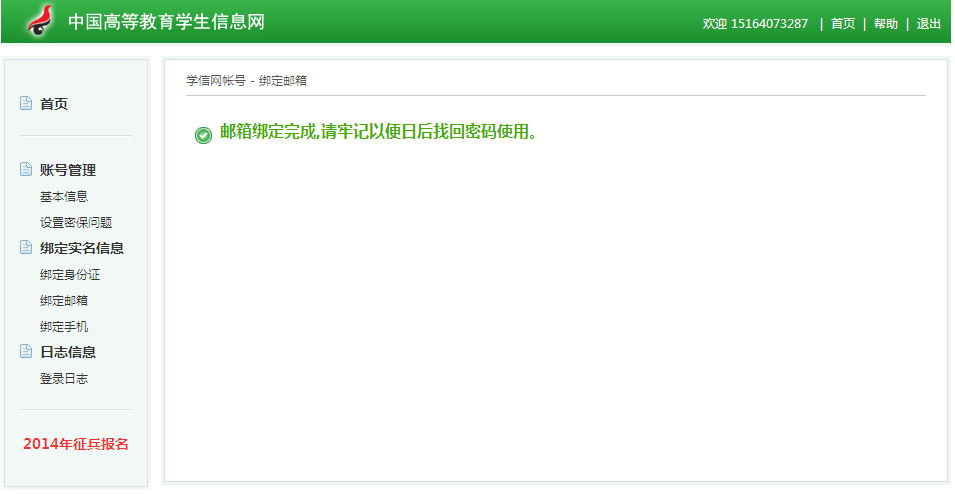 中国高等教育学生信息网
欢迎 15164073287 | 首页 | 帮助 | 退出
首页
账号管理
基本信息
设置密保问题
绑定实名信息
绑定身份证
绑定邮箱
绑定手机
日志信息
登录日志
2014年征兵报名
学信网帐号 - 绑定邮箱
邮箱绑定完成,请牢记以便日后找回密码使用。